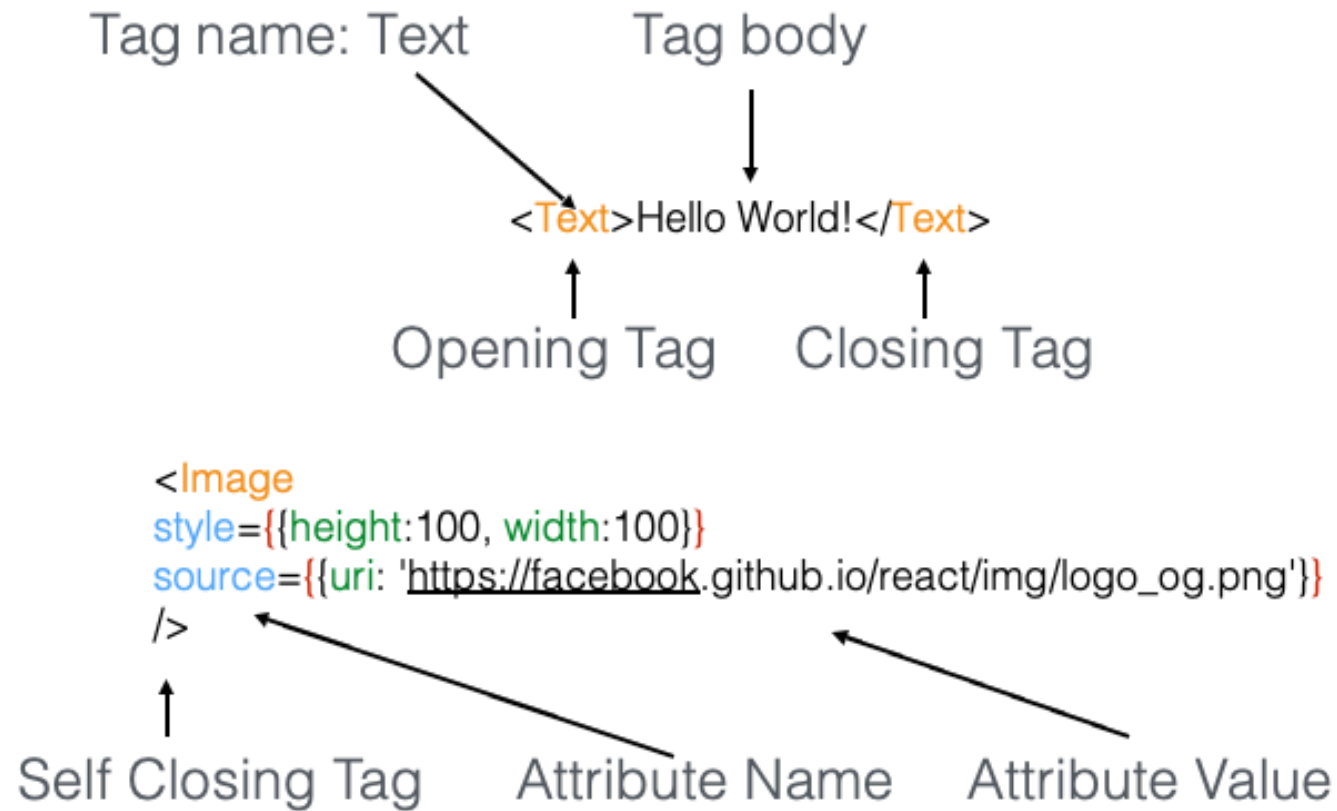 Tag name: Text
Tag body
<Text>Hello World!</Text>
Opening Tag
Closing Tag
<Image
style={{height:100, width:100}}
source={{uri: 'https://facebook.github.io/react/img/logo_og.png'}}
/>
Self Closing Tag
Attribute Name
Attribute Value